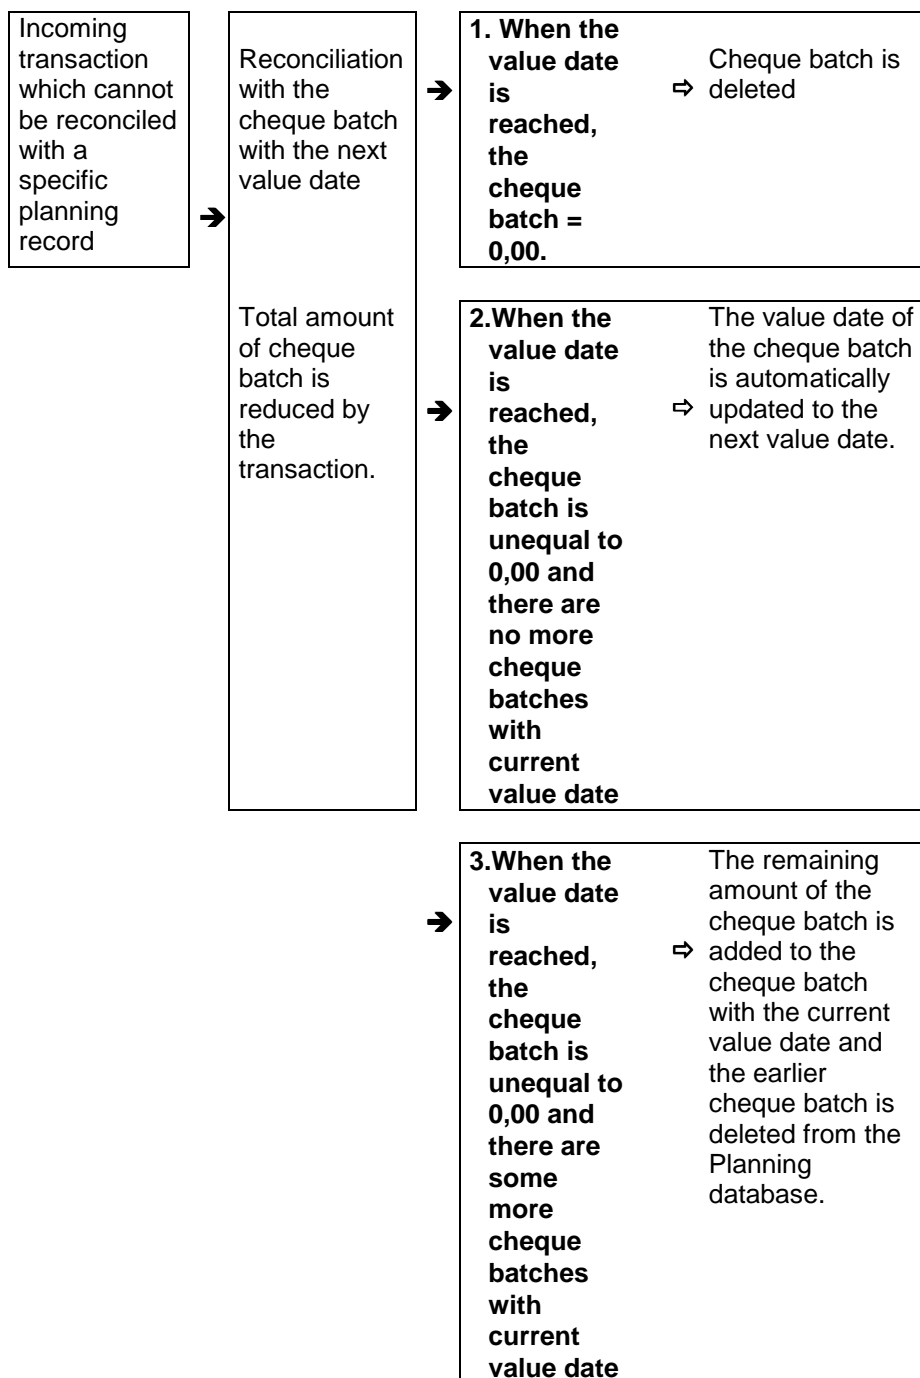 Incoming
transaction
which cannot
be reconciled
with a
specific
planning
record
➔
Reconciliation
with the
cheque batch
with the next
value date
Total amount
of cheque
batch is
reduced by
the
transaction.
➔
1. When the
value date
is
reached,
the
cheque
batch =
0,00.
⇨
Cheque batch is
deleted
➔
2.When the
value date
is
reached,
the
cheque
batch is
unequal to
0,00 and
there are
no more
cheque
batches
with
current
value date
⇨
The value date of
the cheque batch
is automatically
updated to the
next value date.
➔
3.When the
value date
is
reached,
the
cheque
batch is
unequal to
0,00 and
there are
some
more
cheque
batches
with
current
value date
⇨
The remaining
amount of the
cheque batch is
added to the
cheque batch
with the current
value date and
the earlier
cheque batch is
deleted from the
Planning
database.